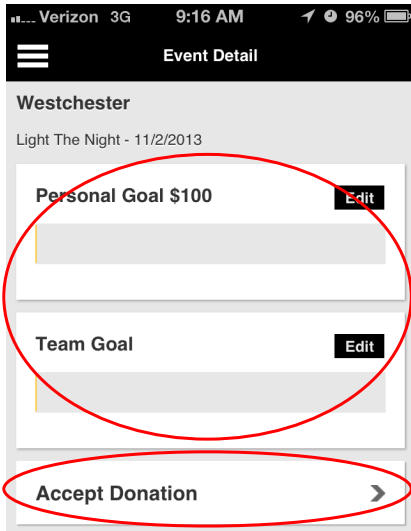 Verizon 3G 9:16 AM 96%
Event Detail
Westchester
Light The Night - 11/2/2013
Personal Goal $100 Edit
Team Goal Edit
Accept Donation